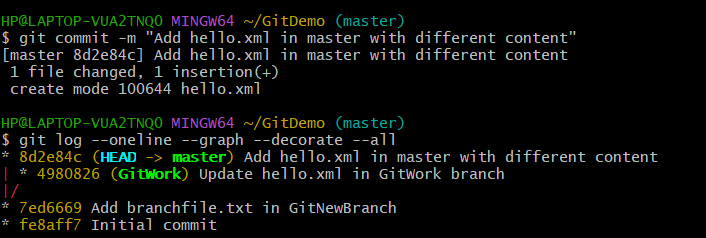 HP@LAPTOP-VUA2TNQO MINGW64 ~/GitDemo (master)
$ git commit -m "Add hello.xml in master with different content"
[master 8d2e84c] Add hello.xml in master with different content
 1 file changed, 1 insertion(+)
 create mode 100644 hello.xml

HP@LAPTOP-VUA2TNQO MINGW64 ~/GitDemo (master)
$ git log --oneline --graph --decorate --all
* 8d2e84c (HEAD -> master) Add hello.xml in master with different content
| * 4980826 (GitWork) Update hello.xml in GitWork branch
|/
* 7ed6669 Add branchfile.txt in GitNewBranch
* fe8aff7 Initial commit